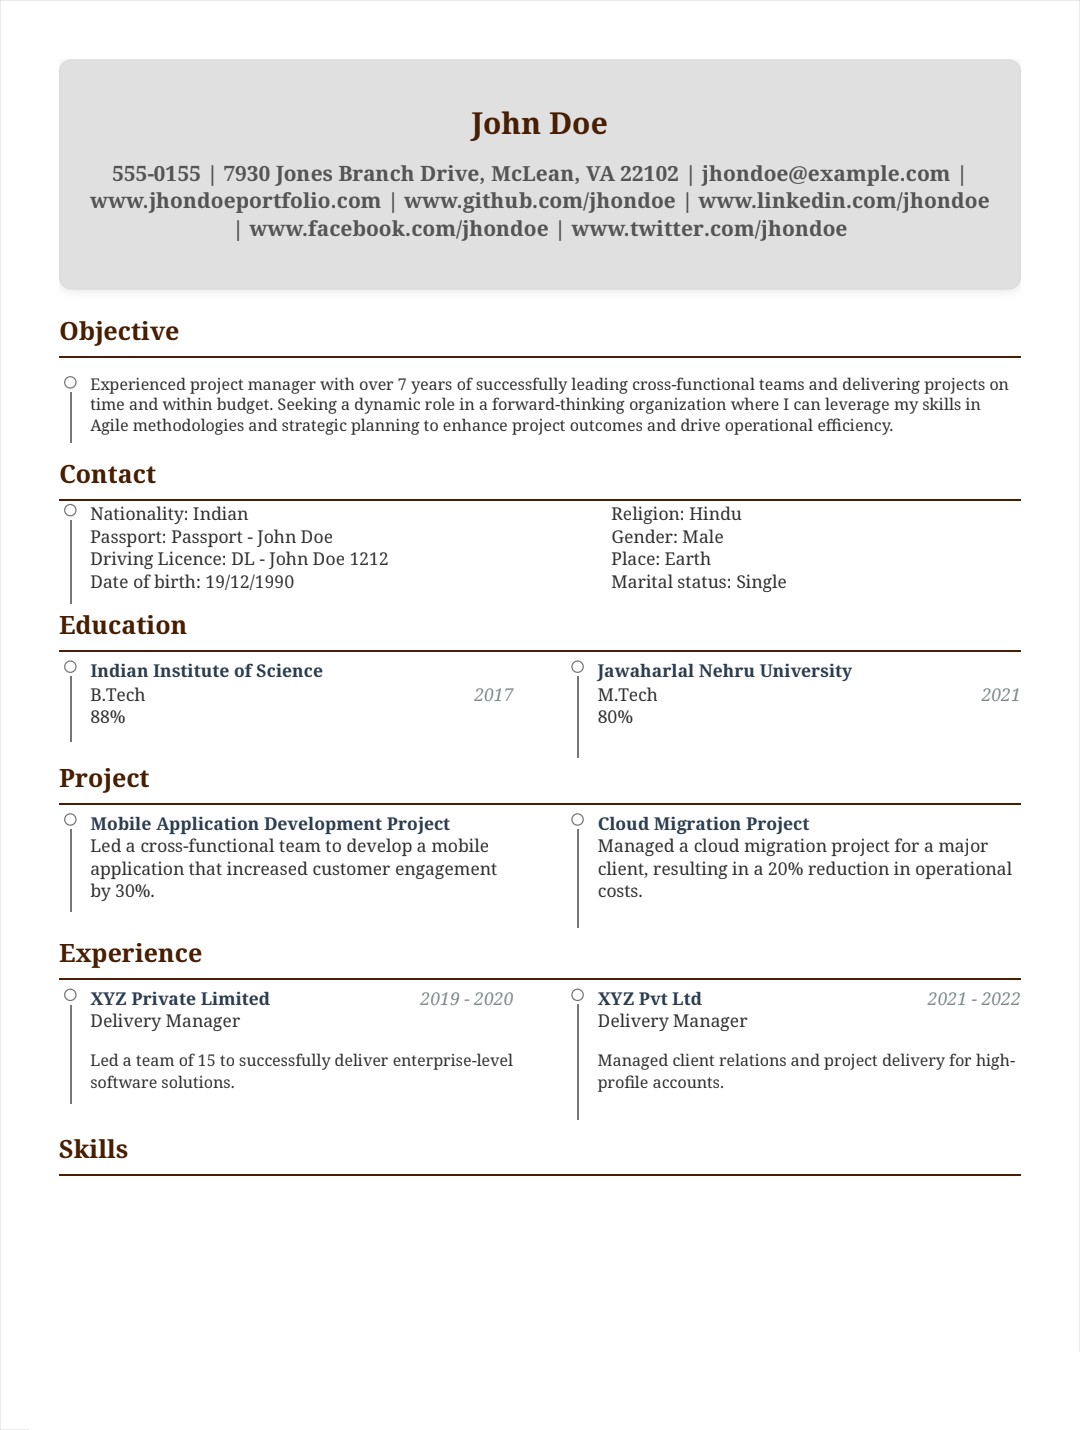 John Doe
555-0155 | 7930 Jones Branch Drive, McLean, VA 22102 | jhondoe@example.com |
www.jhondoeportfolio.com | www.github.com/jhondoe | www.linkedin.com/jhondoe
| www.facebook.com/jhondoe | www.twitter.com/jhondoe
Objective
Experienced project manager with over 7 years of successfully leading cross-functional teams and delivering projects on
time and within budget. Seeking a dynamic role in a forward-thinking organization where I can leverage my skills in
Agile methodologies and strategic planning to enhance project outcomes and drive operational efficiency.
Contact
Nationality: Indian
Passport: Passport - John Doe
Driving Licence: DL - John Doe 1212
Date of birth: 19/12/1990
Religion: Hindu
Gender: Male
Place: Earth
Marital status: Single
Education
Indian Institute of Science
B.Tech 2017
88%
Jawaharlal Nehru University
M.Tech 2021
80%
Project
Mobile Application Development Project
Led a cross-functional team to develop a mobile
application that increased customer engagement
by 30%.
Cloud Migration Project
Managed a cloud migration project for a major
client, resulting in a 20% reduction in operational
costs.
Experience
XYZ Private Limited 2019 - 2020
Delivery Manager
Led a team of 15 to successfully deliver enterprise-level
software solutions.
XYZ Pvt Ltd 2021 - 2022
Delivery Manager
Managed client relations and project delivery for high-
profile accounts.
Skills